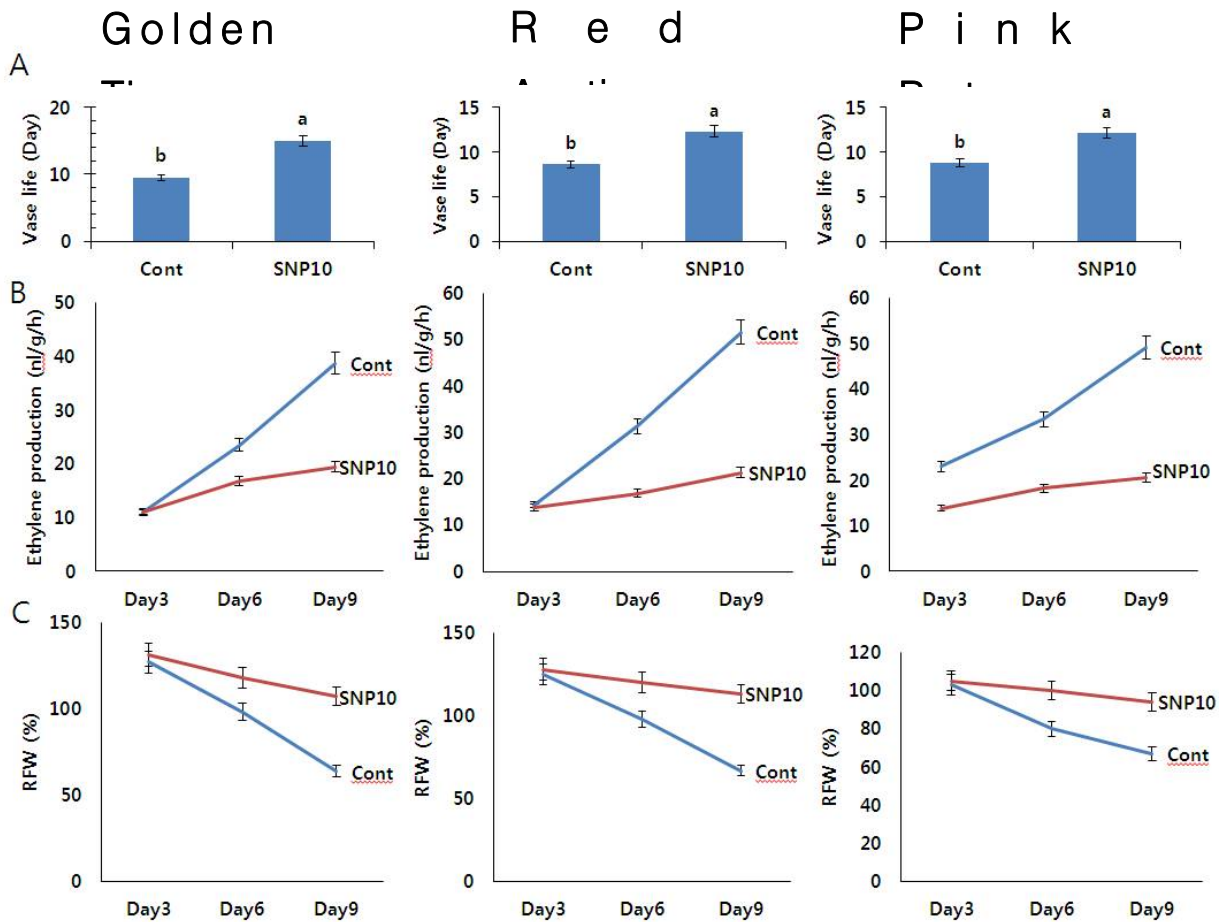 Golden Red Pink
A
20 15 15
15
10 10 10
5 5
0 0 0
Vase life (Day) Vase life (Day) Vase life (Day)
b a b a b a
Cont SNP10 Cont SNP10 Cont SNP10
B
50 60 60
40 50 50
30 40 40
20 30 30
10 20 20
0 10 10
0 0
Ethylene production (nl/g/h) Ethylene production (nl/g/h) Ethylene production (nl/g/h)
Cont Cont Cont
SNP10 SNP10 SNP10
Day3 Day6 Day9 Day3 Day6 Day9 Day3 Day6 Day9
C
150 150 120
100 100 100
50 50 80
0 0 60
40
20
0
RFW (%) RFW (%) RFW (%)
SNP10 SNP10 SNP10
Cont Cont Cont
Day3 Day6 Day9 Day3 Day6 Day9 Day3 Day6 Day9